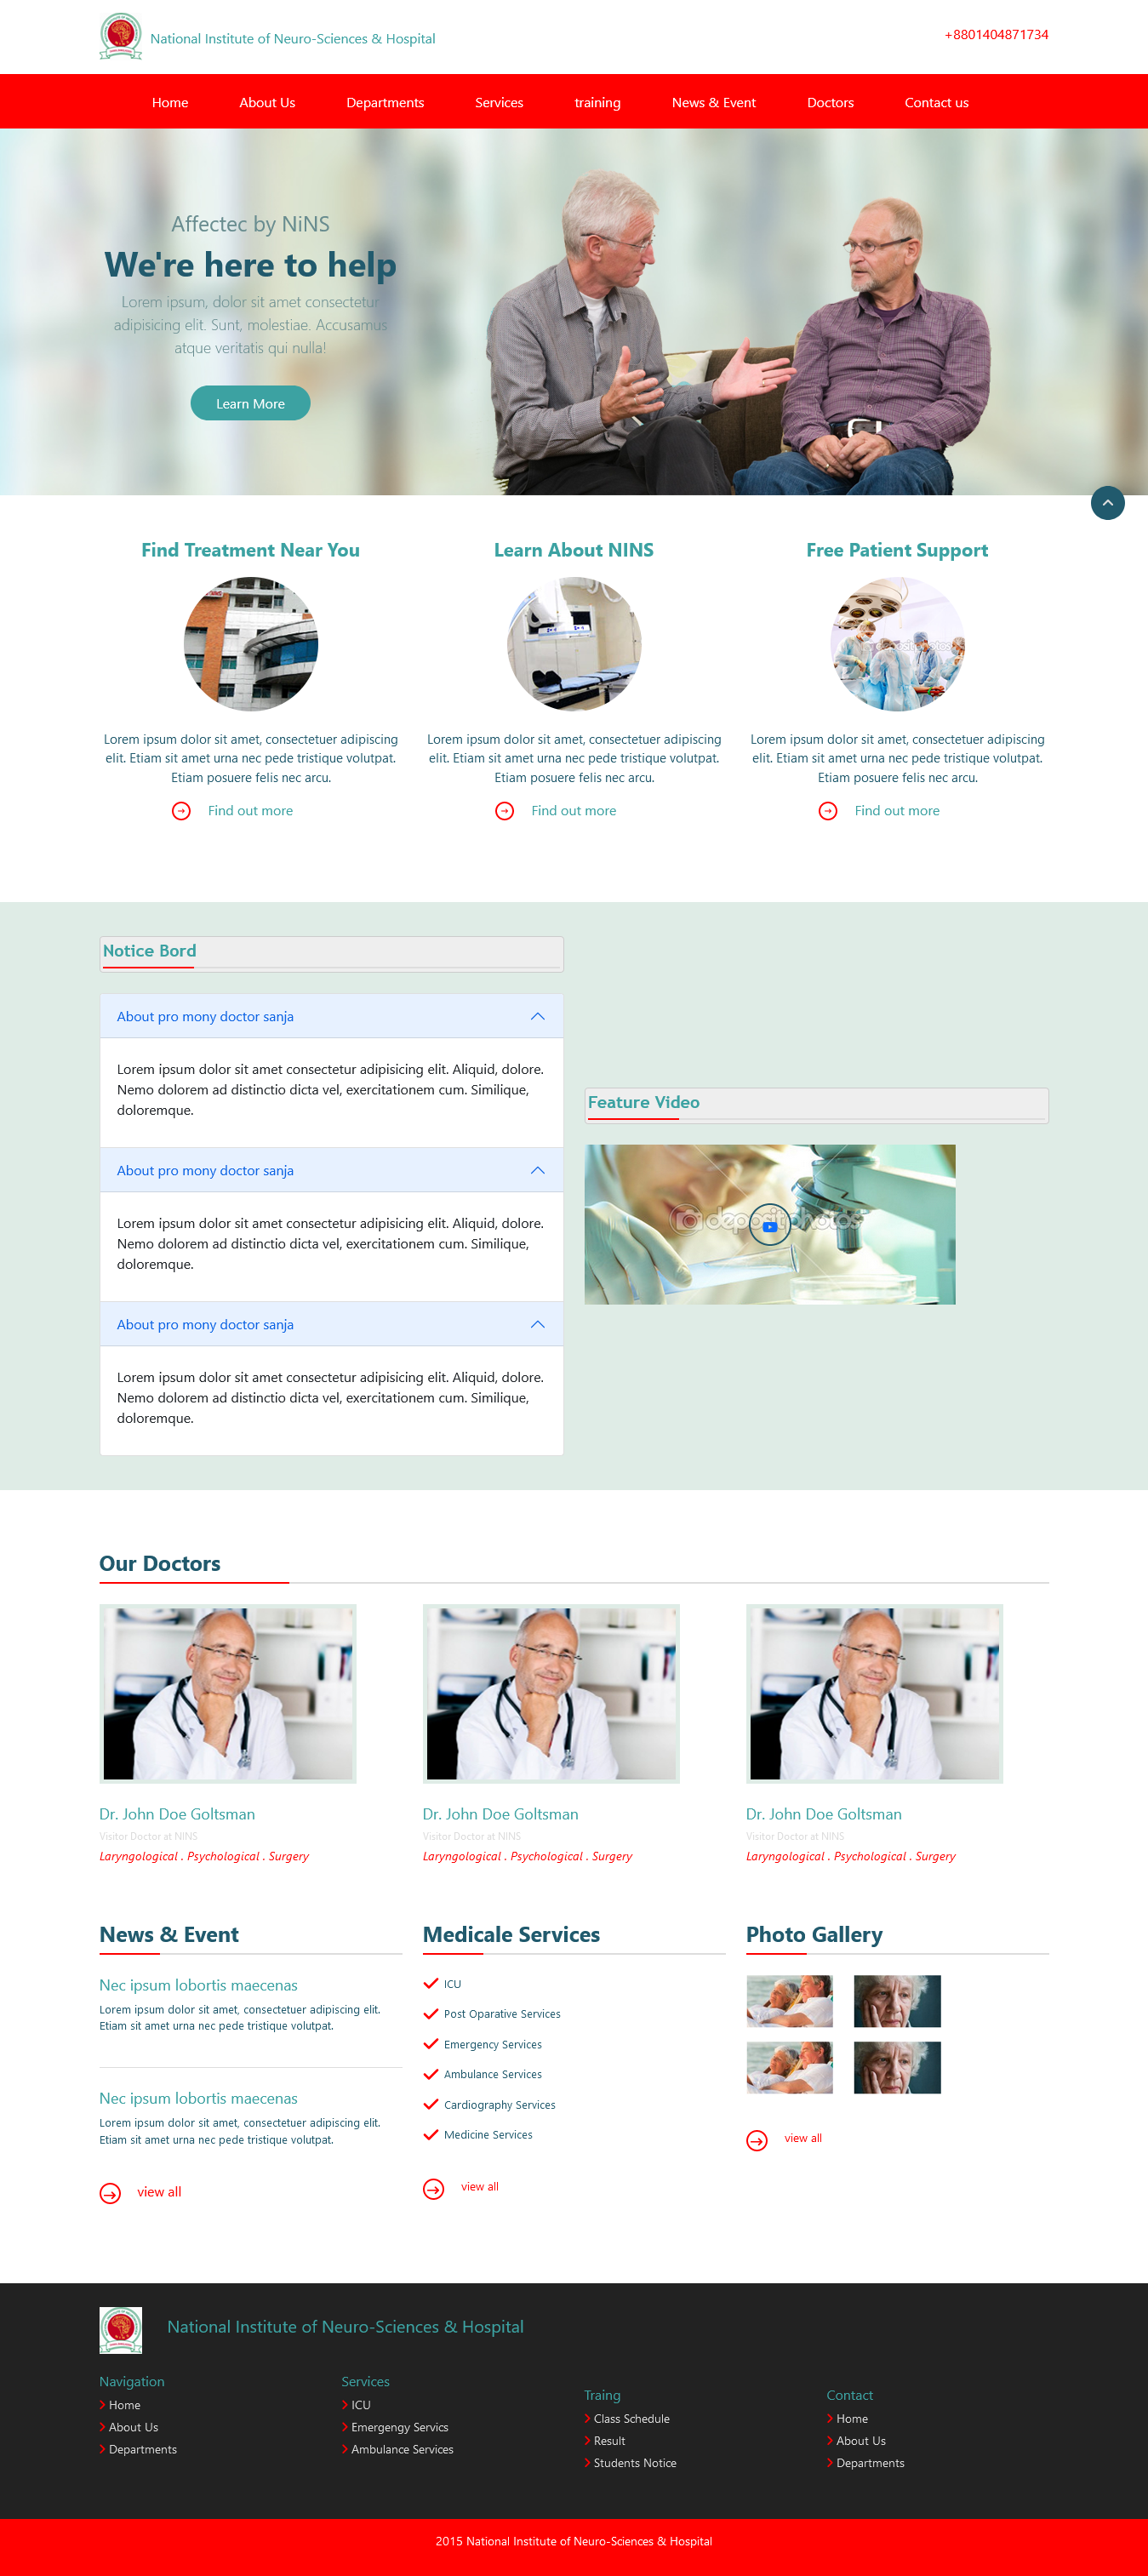 National Institute of Neuro-Sciences & Hospital
+8801404871734
Home
About Us
Departments
Services
training
News & Event
Doctors
Contact us
Affectec by NiNS
We're here to help
Lorem ipsum, dolor sit amet consectetur
adipisicing elit. Sunt, molestiae. Accusamus
atque veritatis qui nulla!
Learn More
Find Treatment Near You
Lorem ipsum dolor sit amet, consectetuer adipiscing
elit. Etiam sit amet urna nec pede tristique volutpat.
Etiam posuere felis nec arcu.
Find out more
Learn About NINS
Lorem ipsum dolor sit amet, consectetuer adipiscing
elit. Etiam sit amet urna nec pede tristique volutpat.
Etiam posuere felis nec arcu.
Find out more
Free Patient Support
depositphotos
Lorem ipsum dolor sit amet, consectetuer adipiscing
elit. Etiam sit amet urna nec pede tristique volutpat.
Etiam posuere felis nec arcu.
Find out more
Notice Bord
About pro mony doctor sanja
Lorem ipsum dolor sit amet consectetur adipisicing elit. Aliquid, dolore.
Nemo dolorem ad distinctio dicta vel, exercitationem cum. Similique,
doloremque.
About pro mony doctor sanja
Lorem ipsum dolor sit amet consectetur adipisicing elit. Aliquid, dolore.
Nemo dolorem ad distinctio dicta vel, exercitationem cum. Similique,
doloremque.
About pro mony doctor sanja
Lorem ipsum dolor sit amet consectetur adipisicing elit. Aliquid, dolore.
Nemo dolorem ad distinctio dicta vel, exercitationem cum. Similique,
doloremque.
Feature Video
depositphotos
Our Doctors
Dr. John Doe Goltsman
Visitor Doctor at NINS
Laryngological . Psychological . Surgery
Dr. John Doe Goltsman
Visitor Doctor at NINS
Laryngological . Psychological . Surgery
Dr. John Doe Goltsman
Visitor Doctor at NINS
Laryngological . Psychological . Surgery
News & Event
Nec ipsum lobortis maecenas
Lorem ipsum dolor sit amet, consectetuer adipiscing elit.
Etiam sit amet urna nec pede tristique volutpat.
Nec ipsum lobortis maecenas
Lorem ipsum dolor sit amet, consectetuer adipiscing elit.
Etiam sit amet urna nec pede tristique volutpat.
view all
Medicale Services
ICU
Post Oparative Services
Emergency Services
Ambulance Services
Cardiography Services
Medicine Services
view all
Photo Gallery
view all
National Institute of Neuro-Sciences & Hospital
Navigation
Home
About Us
Departments
Services
ICU
Emergengy Servics
Ambulance Services
Traing
Class Schedule
Result
Students Notice
Contact
Home
About Us
Departments
2015 National Institute of Neuro-Sciences & Hospital